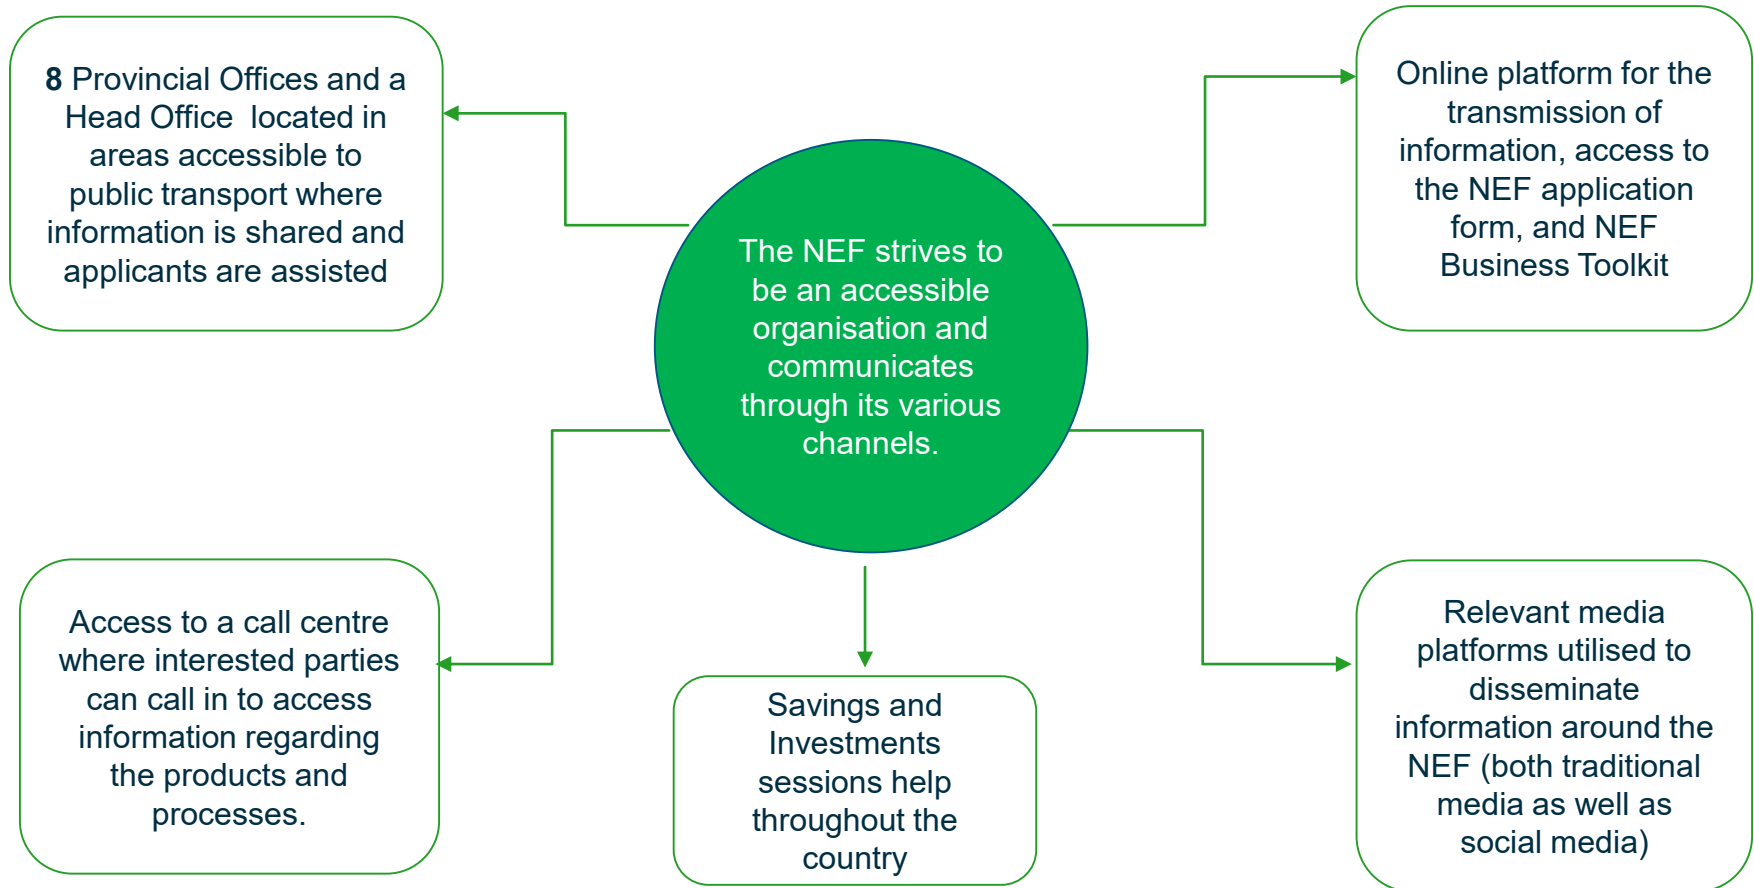 8 Provincial Offices and a
Head Office  located in
areas accessible to
public transport where
information is shared and
applicants are assisted
Online platform for the
transmission of
information, access to
the NEF application
form, and NEF
Business Toolkit
The NEF strives to
be an accessible
organisation and
communicates
through its various
channels.
Access to a call centre
where interested parties
can call in to access
information regarding
the products and
processes.
Savings and
Investments
sessions help
throughout the
country
Relevant media
platforms utilised to
disseminate
information around the
NEF (both traditional
media as well as
social media)